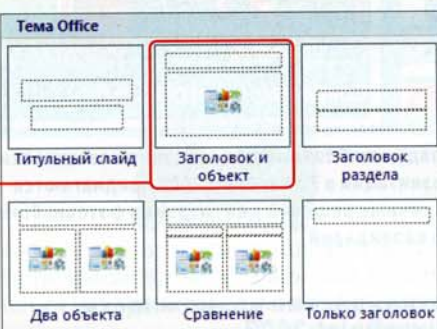 Тема Office
Титульный слайд
Заголовок и
объект
Заголовок
раздела
Два объекта
Сравнение
Только заголовок